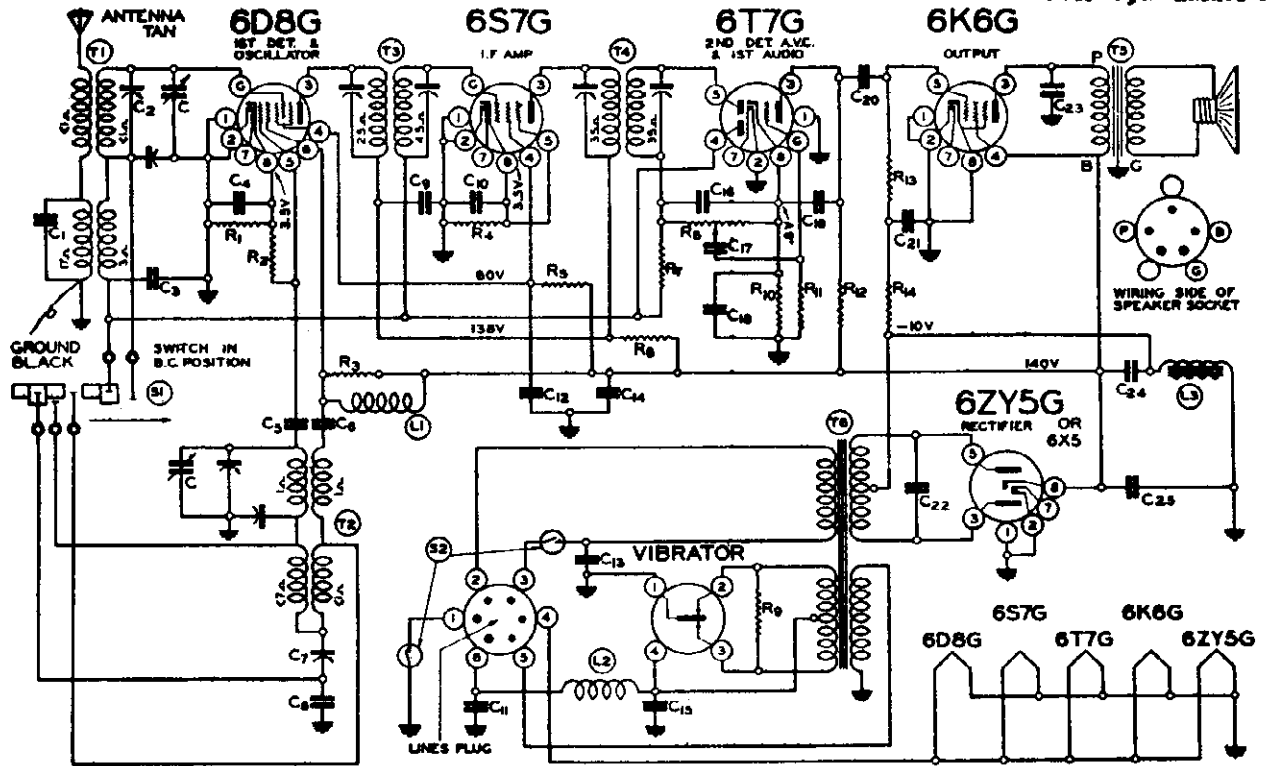 ANTENNA
TAN
6D8G
1ST DET. &
OSCILLATOR
6S7G
I.F AMP
6T7G
2ND DET. A.V.C.
& 1ST AUDIO
6K6G
OUTPUT
T1
T3
T4
T5
P
B
G
C2
C
C20
C23
C1
C3
C4
R1
R2
3.5V
C9
C10
3.5V
R4
C16
R6
C17
.8V
C18
R7
R10
R11
R12
R13
C21
R14
60V
R5
138V
R8
-10V
140V
P
B
G
WIRING SIDE OF
SPEAKER SOCKET
GROUND
BLACK
SWITCH IN
B.C. POSITION
S1
R3
L1
C5
C6
C12
C14
C24
L3
C
T2
C7
C8
T6
C22
6ZY5G
RECTIFIER OR
6X5
C25
S2
C13
VIBRATOR
R9
L2
C11
C15
LINES PLUG
6D8G
6S7G
6T7G
6K6G
6ZY5G